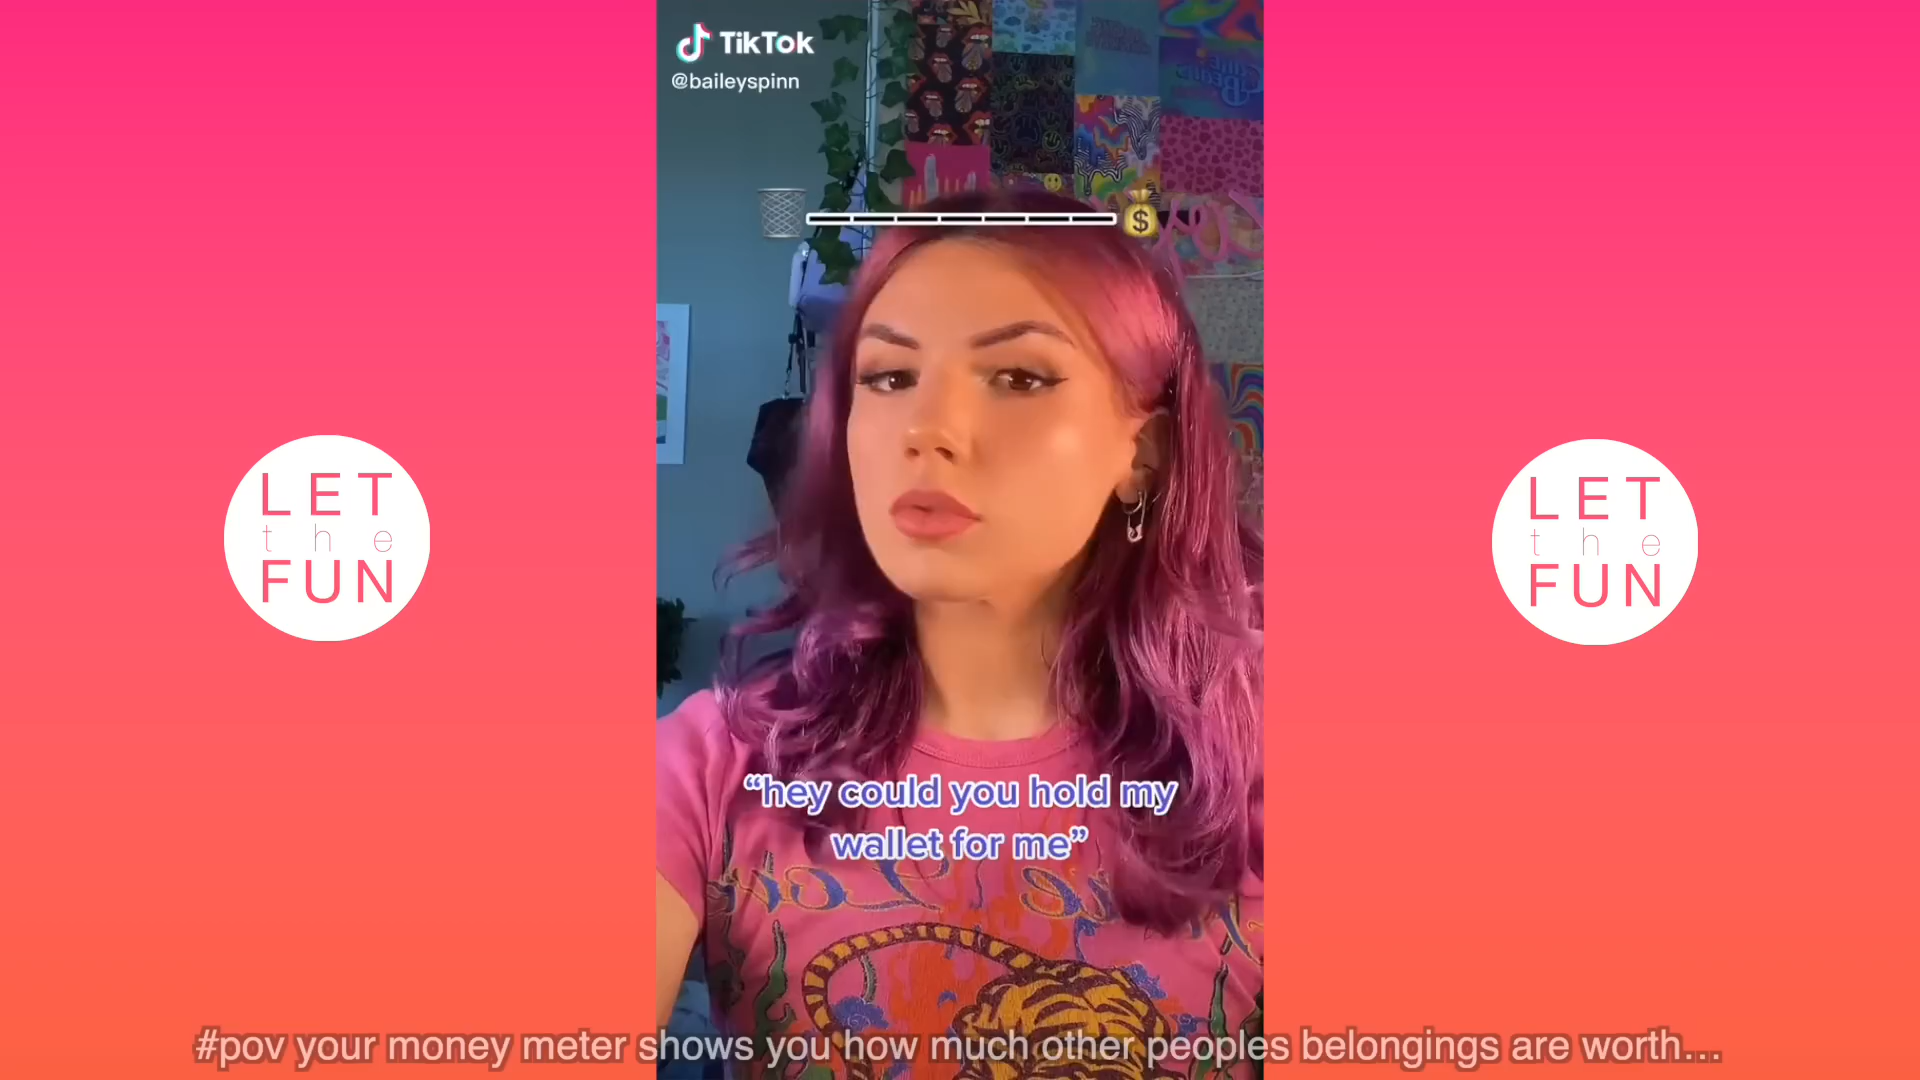 TikTok
@baileyspinn
$
LET
the
FUN
LET
the
FUN
“hey could you hold my
wallet for me”
#pov your money meter shows you how much other peoples belongings are worth...